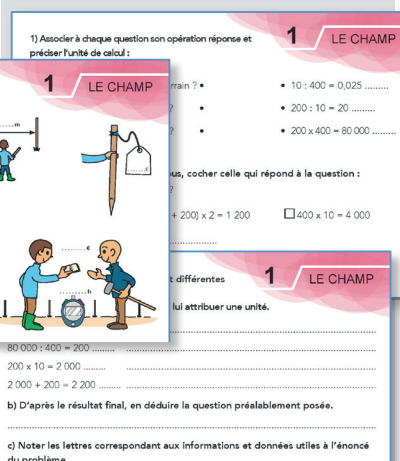 1) Associer à chaque question son opération réponse et
préciser l'unité de calcul :
1 LE CHAMP
rrain ? •
• 10 : 400 = 0,025 .........
? •
• 200 : 10 = 20 .........
? •
• 200 x 400 = 80 000 .........
us, cocher celle qui répond à la question :
?
+ 200) x 2 = 1 200
☐ 400 x 10 = 4 000
1 LE CHAMP
......m
......€
........€
........h
1 LE CHAMP
t différentes
lui attribuer une unité.
80 000 : 400 = 200 ........
200 x 10 = 2 000 ........
2 000 + 200 = 2 200 ........
b) D'après le résultat final, en déduire la question préalablement posée.
c) Noter les lettres correspondant aux informations et données utiles à l'énoncé
du problème.